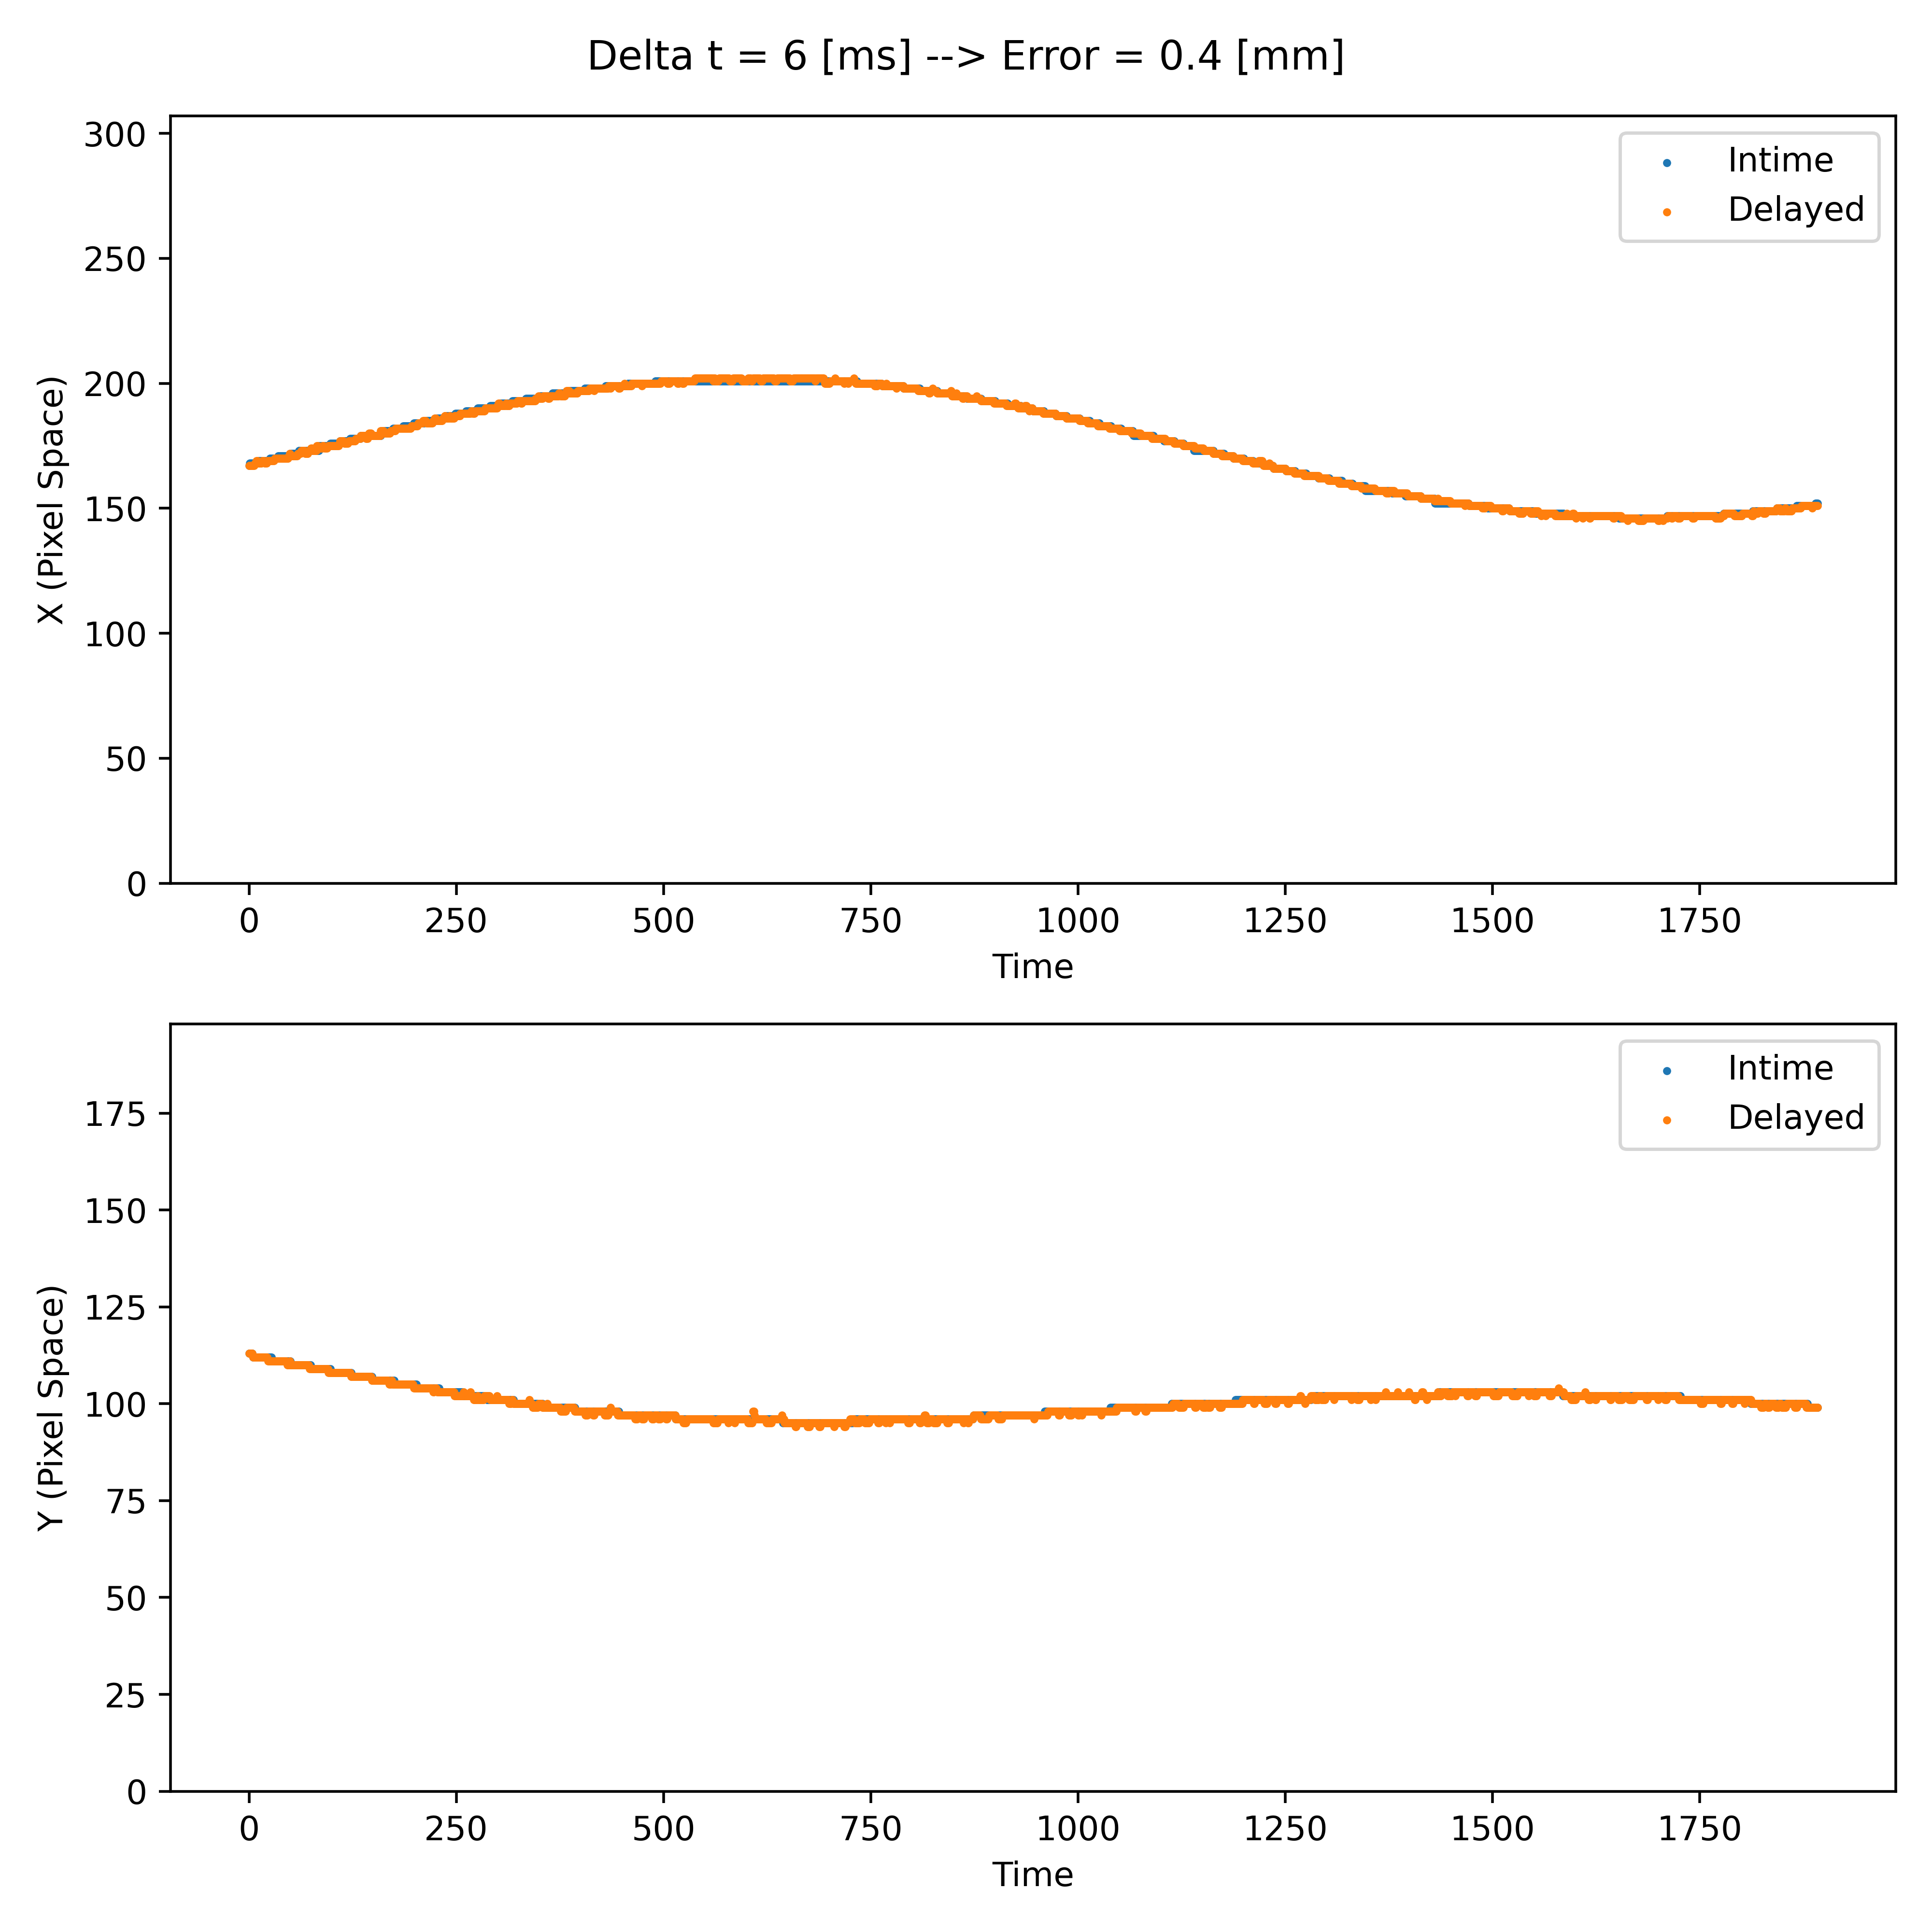 Delta t = 6 [ms] --> Error = 0.4 [mm]
300
250
200
150
100
50
0
X (Pixel Space)
Intime
Delayed
0 250 500 750 1000 1250 1500 1750
Time
175
150
125
100
75
50
25
0
Y (Pixel Space)
Intime
Delayed
0 250 500 750 1000 1250 1500 1750
Time